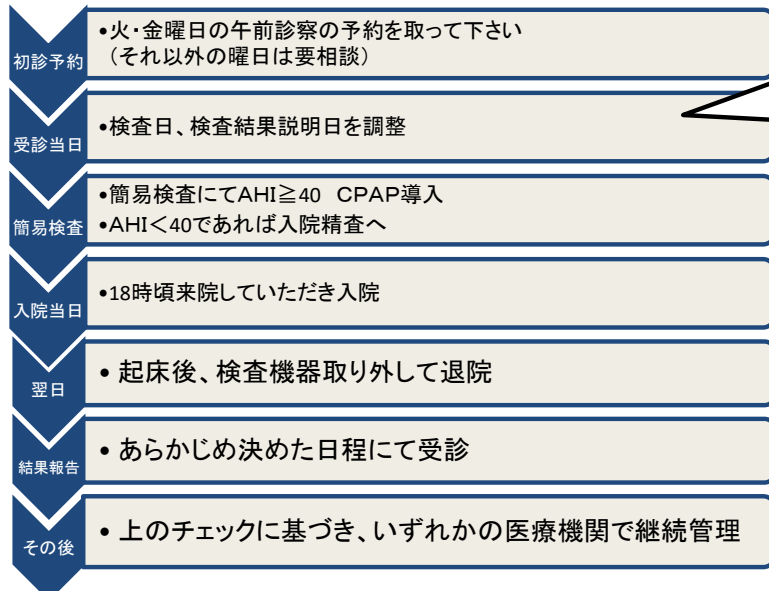 初診予約
•火・金曜日の午前診察の予約を取って下さい
（それ以外の曜日は要相談）
受診当日
•検査日、検査結果説明日を調整
簡易検査
•簡易検査にてAHI≧40　CPAP導入
•AHI＜40であれば入院精査へ
入院当日
•18時頃来院していただき入院
翌日
• 起床後、検査機器取り外して退院
結果報告
• あらかじめ決めた日程にて受診
その後
• 上のチェックに基づき、いずれかの医療機関で継続管理